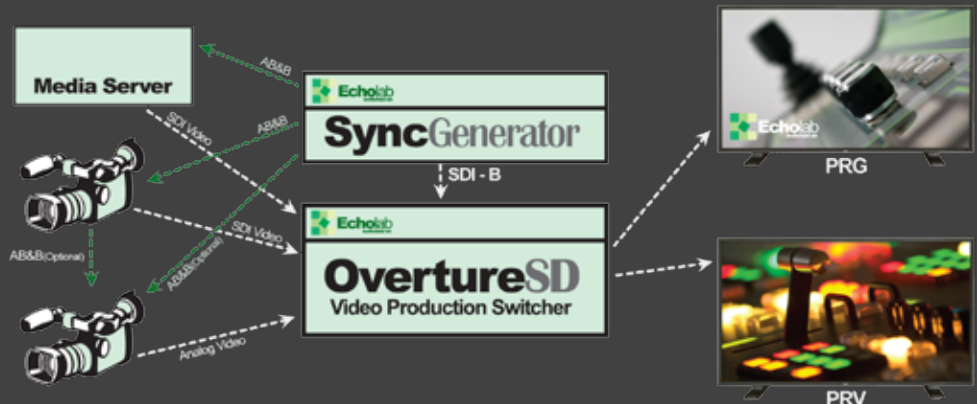 Media Server
AB&B
Echolab
SyncGenerator
SDI Video
AB&B
SDI - B
Echolab
PRG
SDI Video
AB&B(Optional)
AB&B(Optional)
Echolab
OvertureSD
Video Production Switcher
Analog Video
PRV